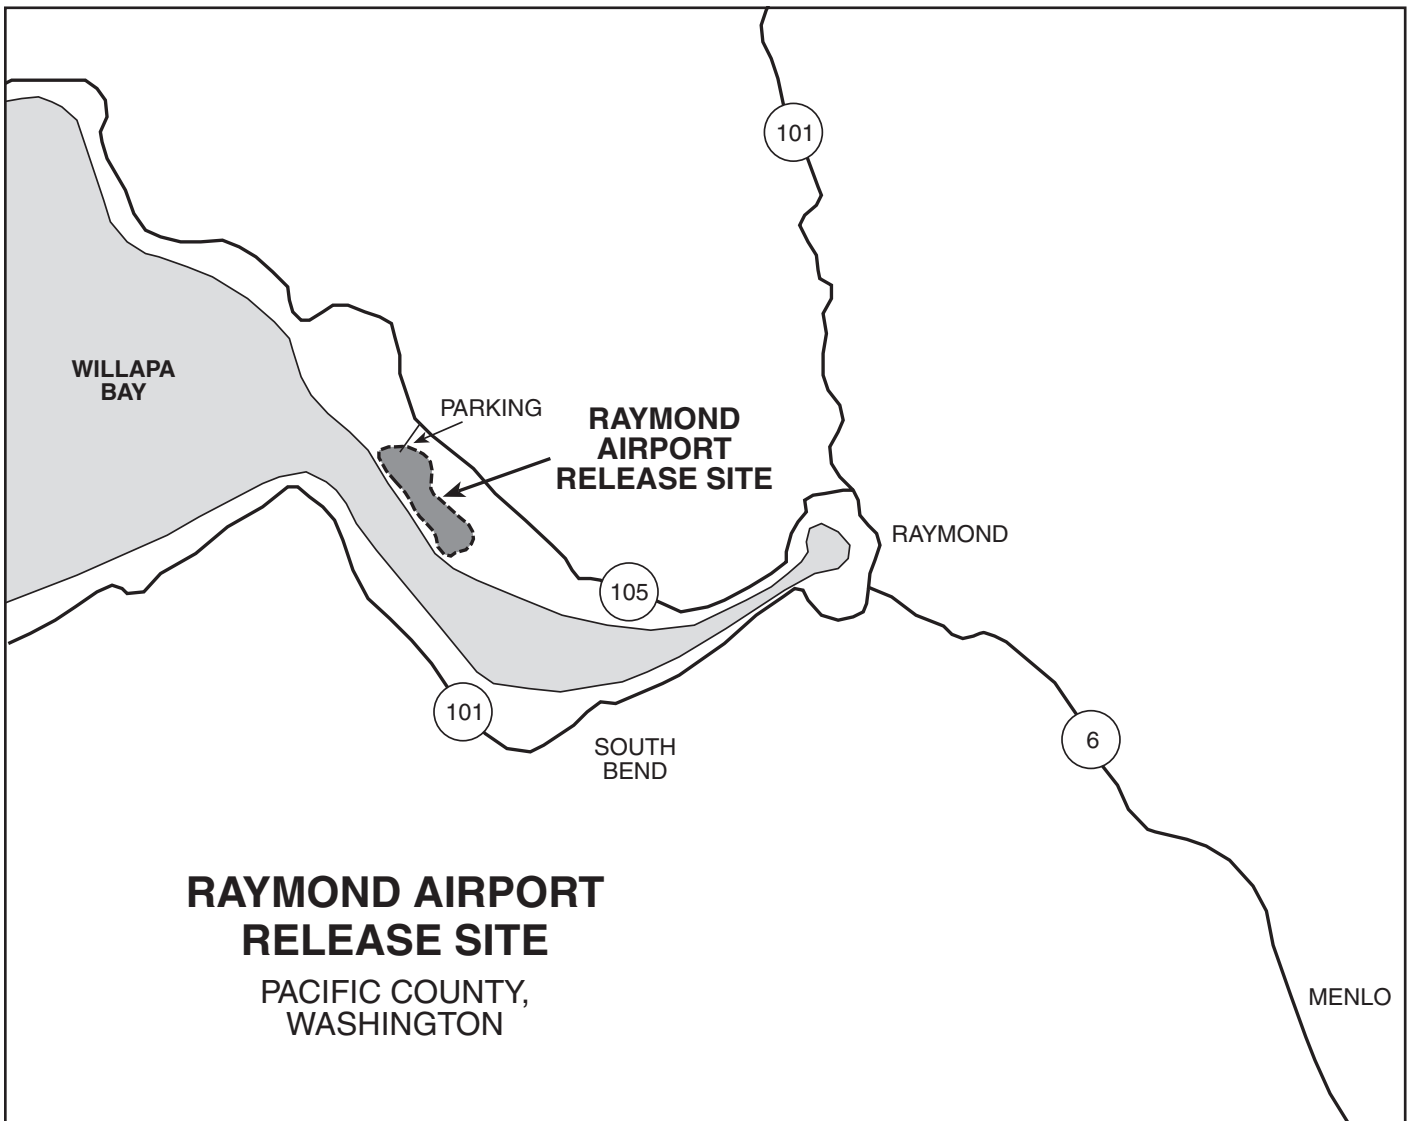 101
WILLAPA
BAY
PARKING
RAYMOND
AIRPORT
RELEASE SITE
RAYMOND
105
101
SOUTH
BEND
6
RAYMOND AIRPORT
RELEASE SITE
PACIFIC COUNTY,
WASHINGTON
MENLO